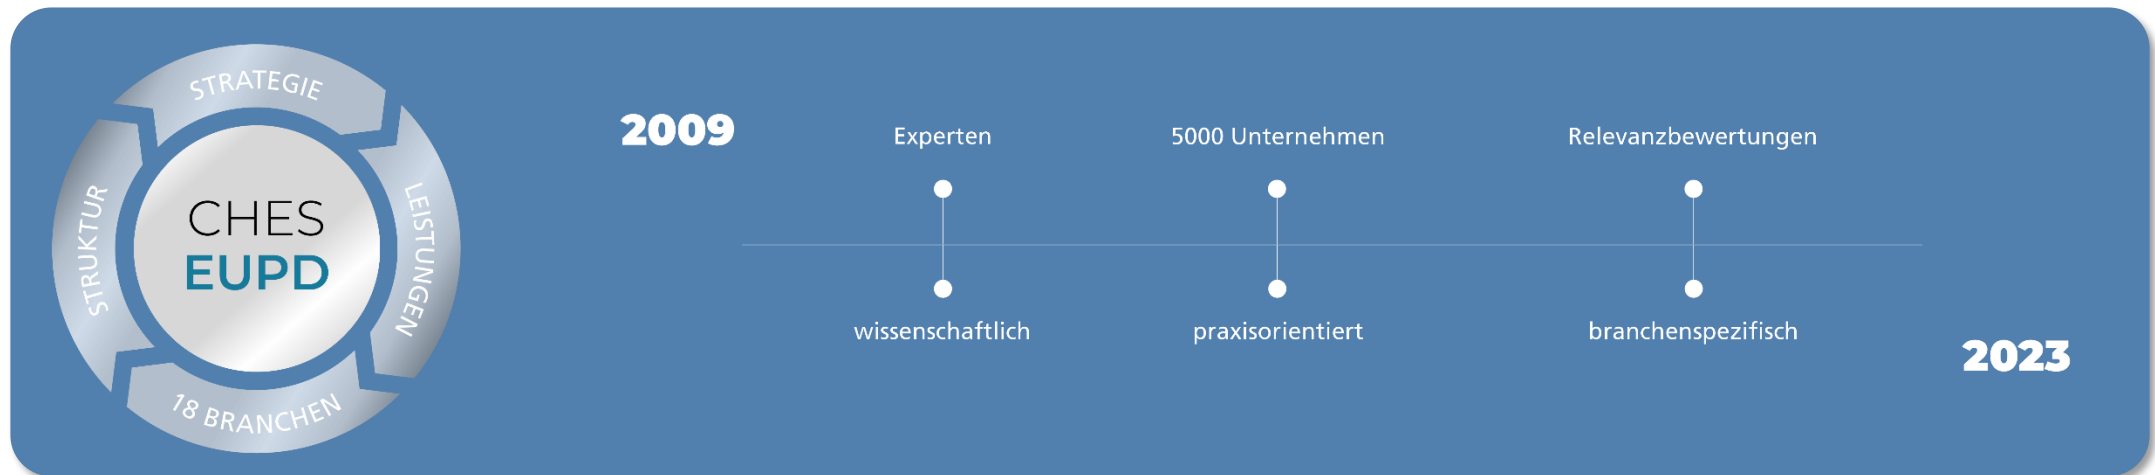 STRATEGIE
LEISTUNGEN
18 BRANCHEN
STRUKTUR
CHES
EUPD
2009
Experten
5000 Unternehmen
Relevanzbewertungen
wissenschaftlich
praxisorientiert
branchenspezifisch
2023